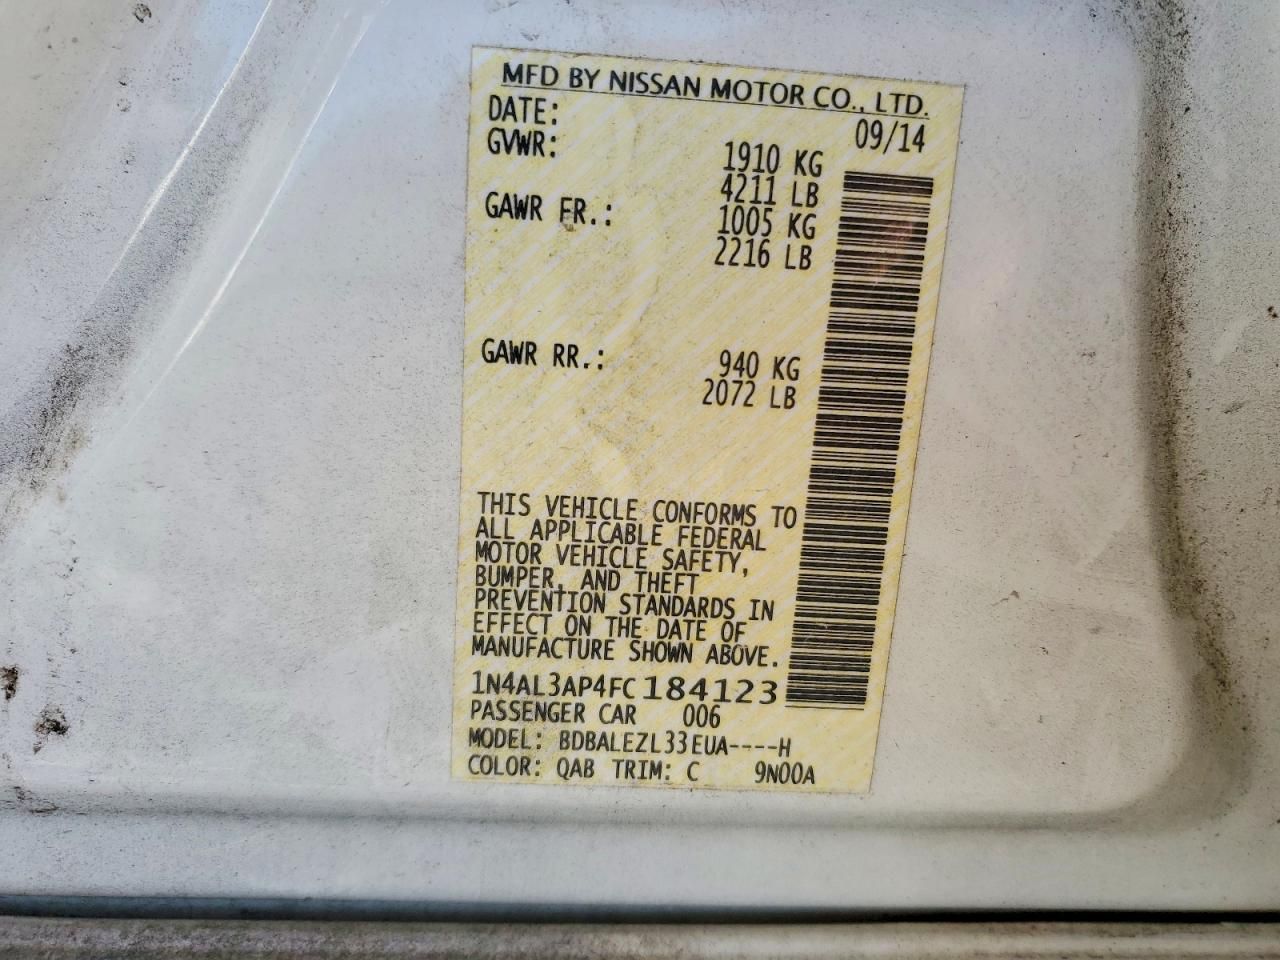 MFD BY NISSAN MOTOR CO., LTD.
DATE: 09/14
GVWR: 1910 KG
4211 LB
GAWR FR.: 1005 KG
2216 LB
GAWR RR.: 940 KG
2072 LB
THIS VEHICLE CONFORMS TO
ALL APPLICABLE FEDERAL
MOTOR VEHICLE SAFETY,
BUMPER, AND THEFT
PREVENTION STANDARDS IN
EFFECT ON THE DATE OF
MANUFACTURE SHOWN ABOVE.
1N4AL3AP4FC184123
PASSENGER CAR 006
MODEL: BDBALEZL33EUA----H
COLOR: QAB TRIM: C 9N00A